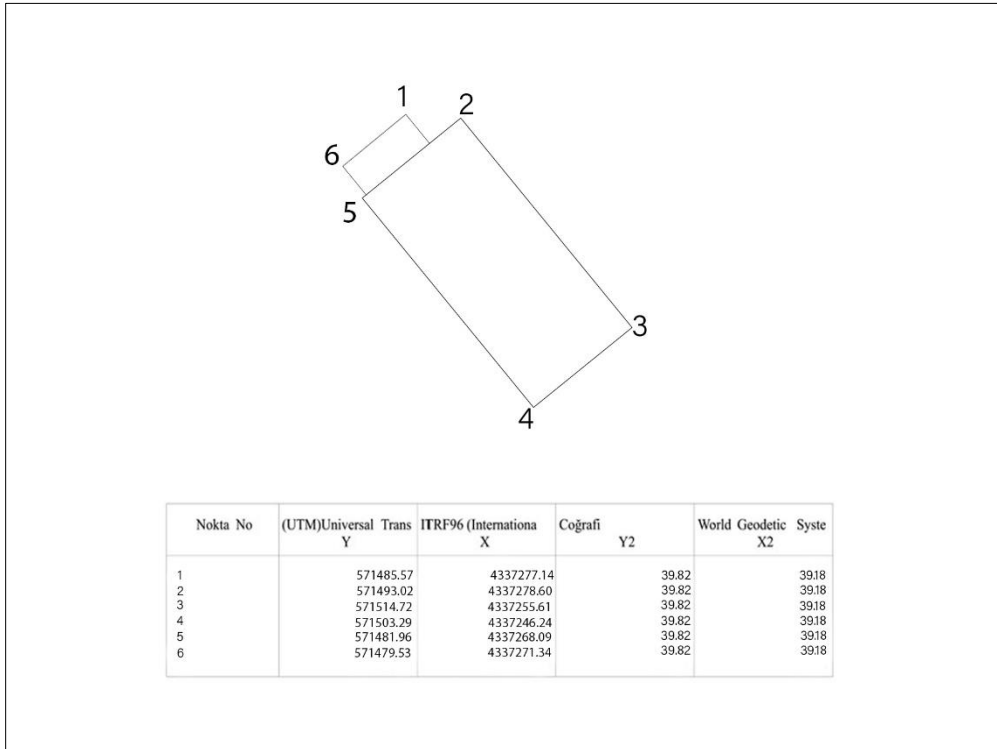 1
2
6
5
3
4
Nokta No (UTM)Universal Trans ITRF96 (Internationa Coğrafi World Geodetic Syste
Y X Y2 X2
1 571485.57 4337277.14 39.82 39.18
2 571493.02 4337278.60 39.82 39.18
3 571514.72 4337255.61 39.82 39.18
4 571503.29 4337246.24 39.82 39.18
5 571481.96 4337268.09 39.82 39.18
6 571479.53 4337271.34 39.82 39.18